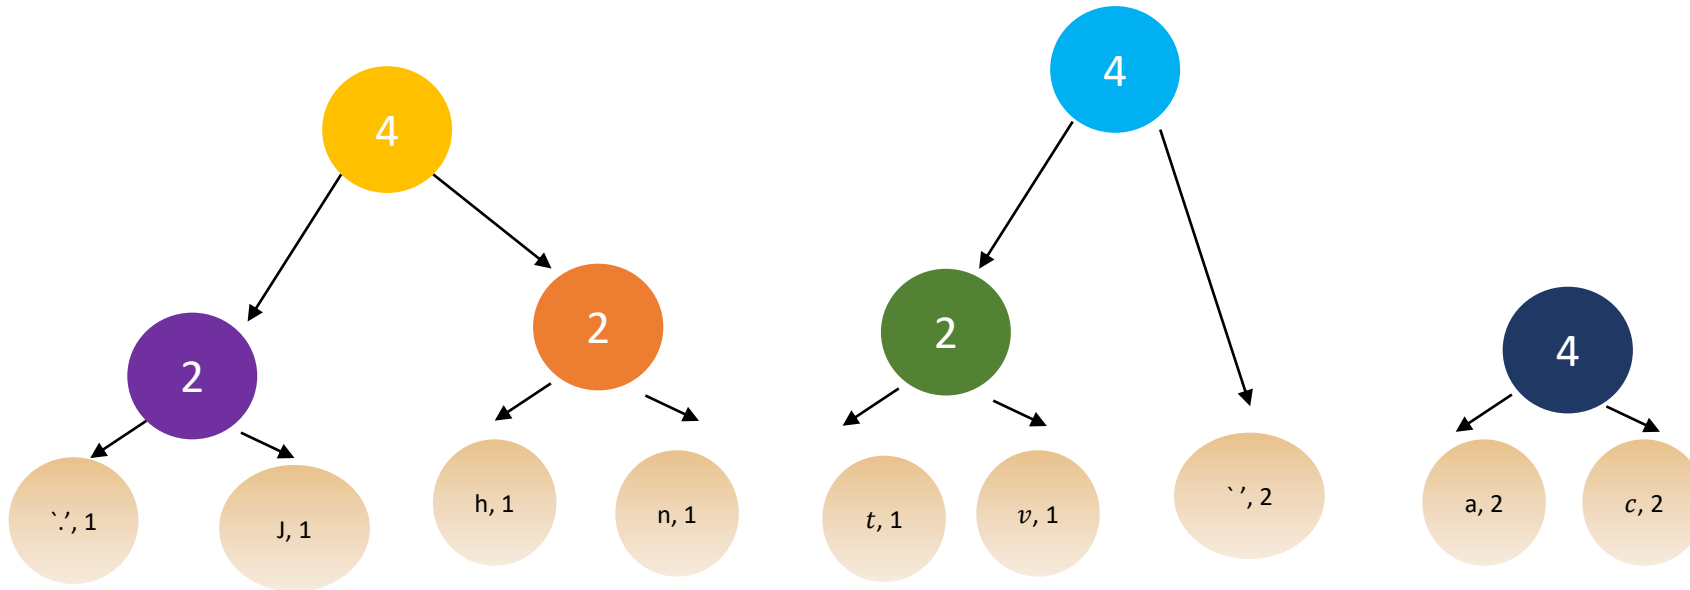 4
4
2
2
2
4
`.’, 1
J, 1
h, 1
n, 1
t, 1
v, 1
` ’, 2
a, 2
c, 2